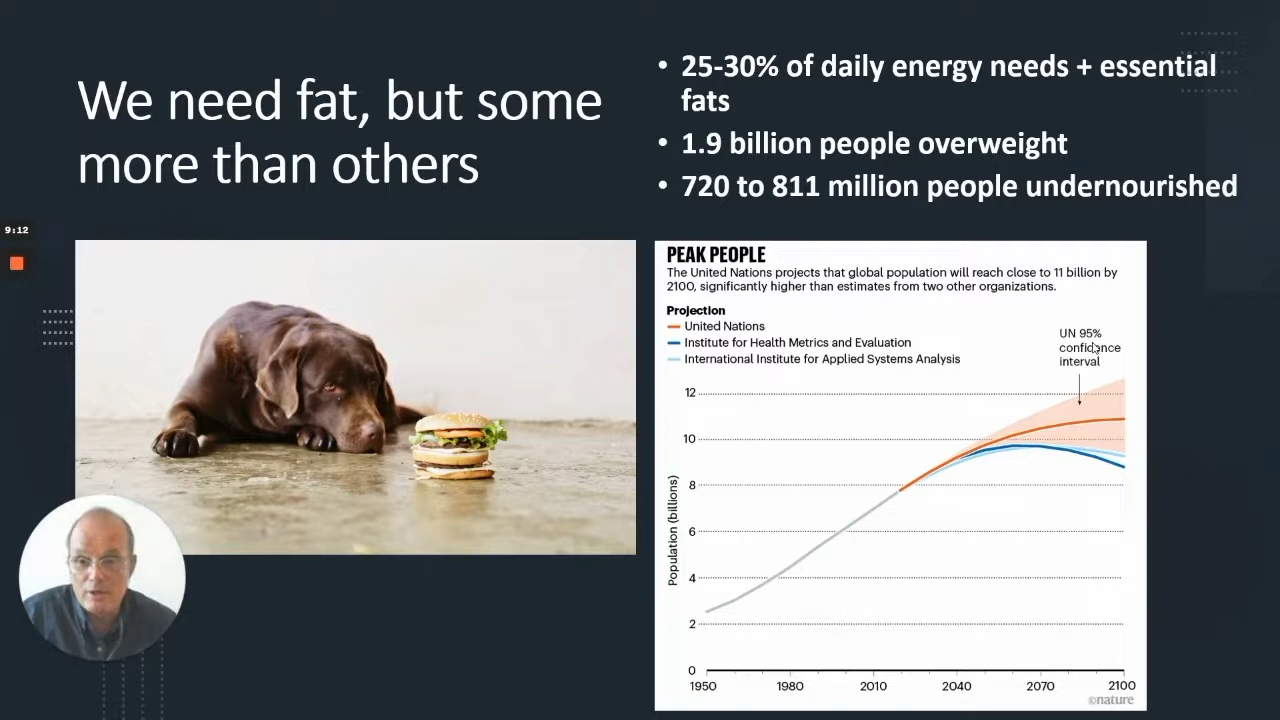 We need fat, but some
more than others
• 25-30% of daily energy needs + essential
fats
• 1.9 billion people overweight
• 720 to 811 million people undernourished
9:12
PEAK PEOPLE
The United Nations projects that global population will reach close to 11 billion by
2100, significantly higher than estimates from two other organizations.
Projection
United Nations
Institute for Health Metrics and Evaluation
International Institute for Applied Systems Analysis
UN 95%
confidence
interval
Population (billions)
12
10
8
6
4
2
0
1950 1980 2010 2040 2070 2100
©nature